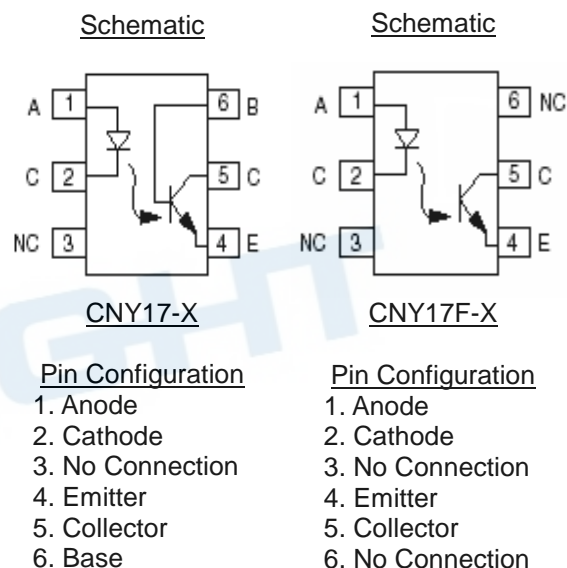 Schematic
A 1 6 B
C 2 5 C
NC 3 4 E
CNY17-X
Pin Configuration
1. Anode
2. Cathode
3. No Connection
4. Emitter
5. Collector
6. Base
Schematic
A 1 6 NC
C 2 5 C
NC 3 4 E
CNY17F-X
Pin Configuration
1. Anode
2. Cathode
3. No Connection
4. Emitter
5. Collector
6. No Connection
GHT